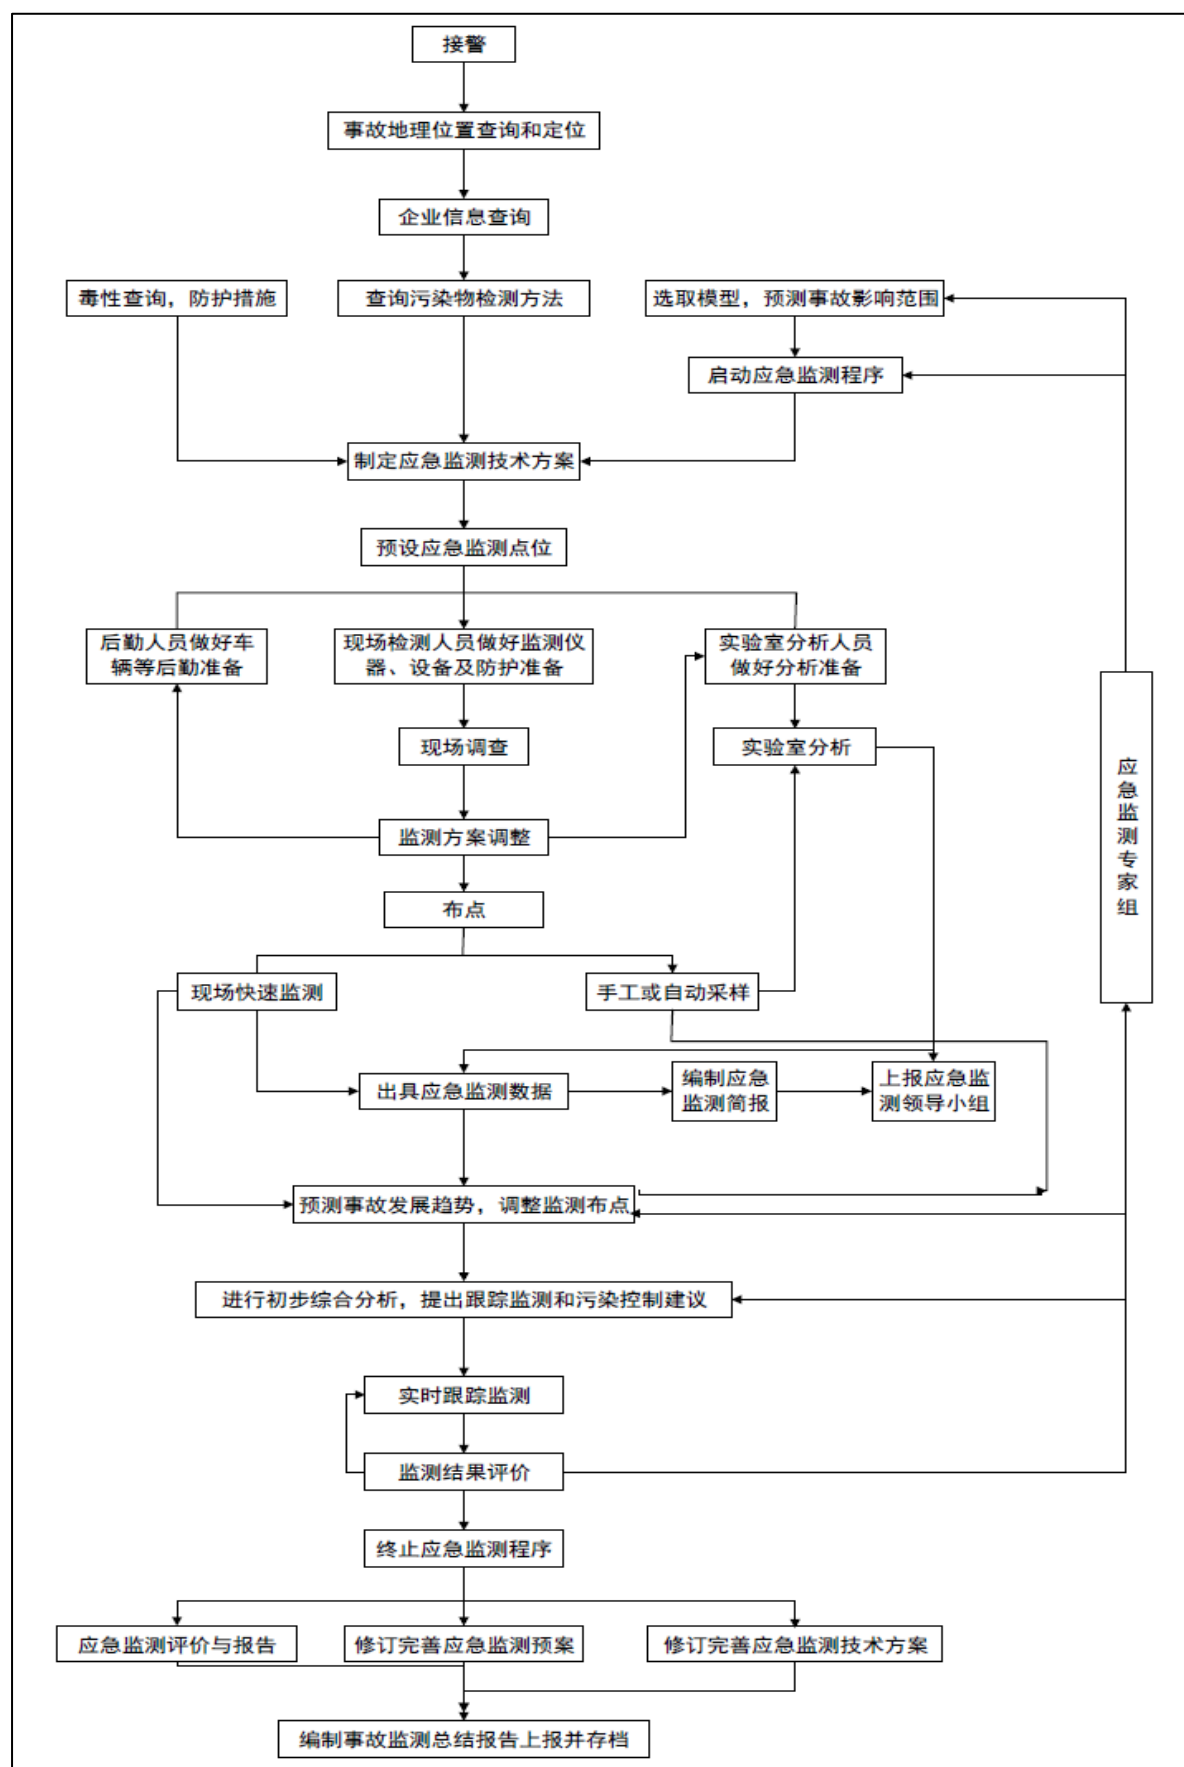 接警
事故地理位置查询和定位
企业信息查询
毒性查询，防护措施
查询污染物检测方法
选取模型，预测事故影响范围
启动应急监测程序
制定应急监测技术方案
预设应急监测点位
后勤人员做好车
辆等后勤准备
现场检测人员做好监测仪
器、设备及防护准备
实验室分析人员
做好分析准备
现场调查
实验室分析
应急监测专家组
监测方案调整
布点
现场快速监测
手工或自动采样
出具应急监测数据
编制应急
监测简报
上报应急监
测领导小组
预测事故发展趋势，调整监测布点
进行初步综合分析，提出跟踪监测和污染控制建议
实时跟踪监测
监测结果评价
终止应急监测程序
应急监测评价与报告
修订完善应急监测预案
修订完善应急监测技术方案
编制事故监测总结报告上报并存档